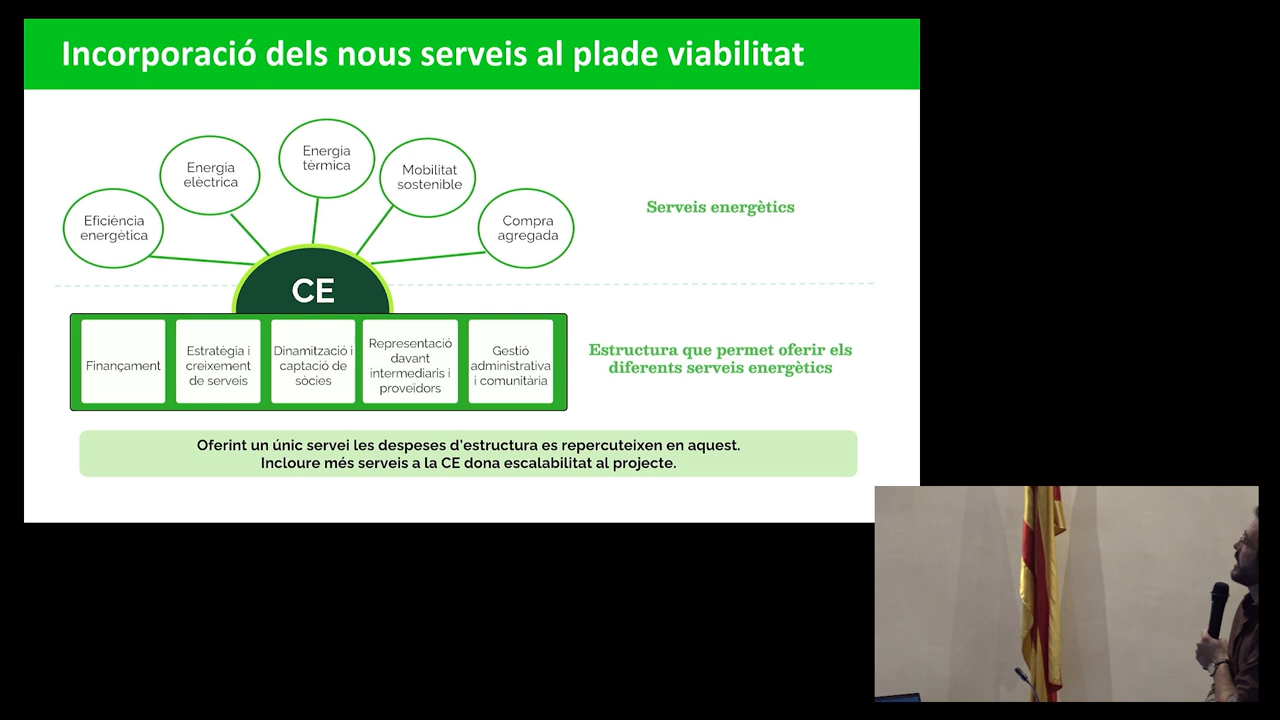 Incorporació dels nous serveis al plade viabilitat
Energia
tèrmica
Energia
elèctrica
Mobilitat
sostenible
Eficiència
energètica
Compra
agregada
Serveis energètics
CE
Finançament
Estratègia i
creixement
de serveis
Dinamització i
captació de
sòcies
Representació
davant
intermediaris i
proveïdors
Gestió
administrativa
i comunitària
Estructura que permet oferir els
diferents serveis energètics
Oferint un únic servei les despeses d'estructura es repercuteixen en aquest.
Incloure més serveis a la CE dona escalabilitat al projecte.